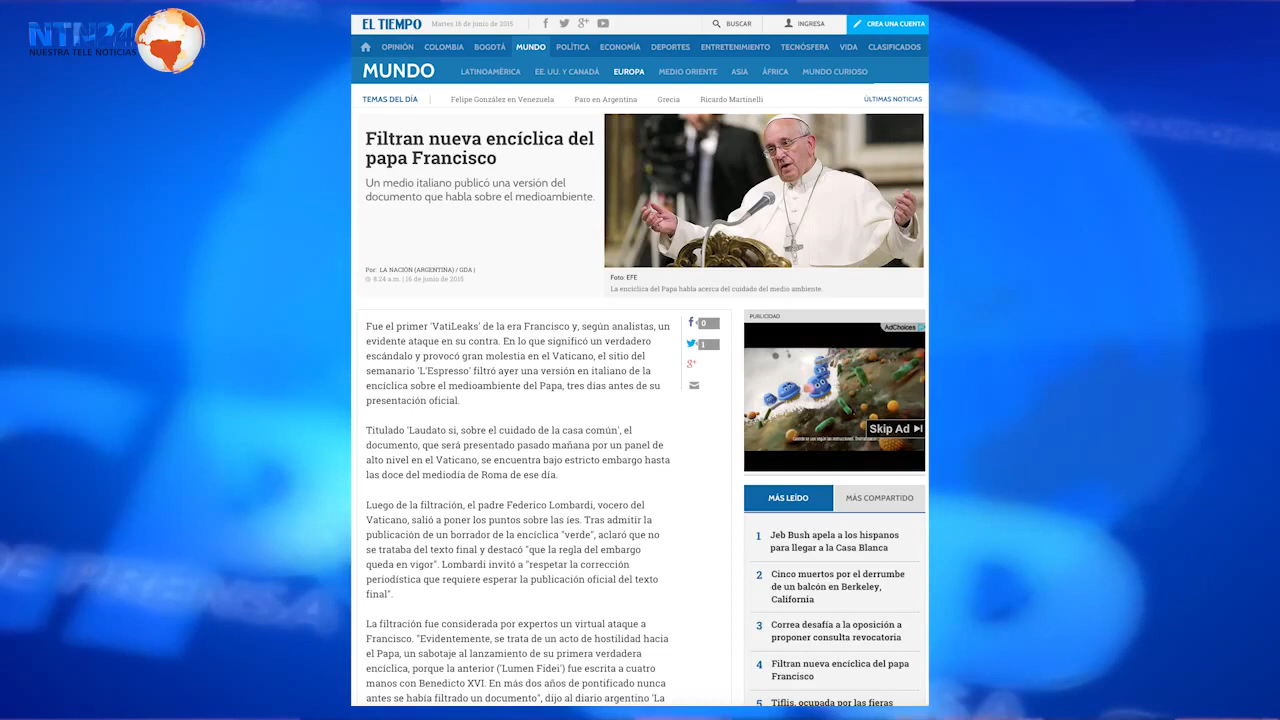 NTN24
NUESTRA TELE NOTICIAS
EL TIEMPO
Martes 16 de junio de 2015
BUSCAR
INGRESA
CREA UNA CUENTA
OPINIÓN COLOMBIA BOGOTÁ MUNDO POLÍTICA ECONOMÍA DEPORTES ENTRETENIMIENTO TECNÓSFERA VIDA CLASIFICADOS
MUNDO
LATINOAMÉRICA EE. UU. Y CANADÁ EUROPA MEDIO ORIENTE ASIA ÁFRICA MUNDO CURIOSO
TEMAS DEL DÍA
Felipe González en Venezuela Paro en Argentina Grecia Ricardo Martinelli
ÚLTIMAS NOTICIAS
Filtran nueva encíclica del
papa Francisco
Un medio italiano publicó una versión del
documento que habla sobre el medioambiente.
Por: LA NACIÓN (ARGENTINA) / GDA |
8:24 a.m. | 16 de junio de 2015
Foto: EFE
La encíclica del Papa habla acerca del cuidado del medio ambiente.
Fue el primer 'VatiLeaks' de la era Francisco y, según analistas, un
evidente ataque en su contra. En lo que significó un verdadero
escándalo y provocó gran molestia en el Vaticano, el sitio del
semanario 'L'Espresso' filtró ayer una versión en italiano de la
encíclica sobre el medioambiente del Papa, tres días antes de su
presentación oficial.
Titulado 'Laudato si, sobre el cuidado de la casa común', el
documento, que será presentado pasado mañana por un panel de
alto nivel en el Vaticano, se encuentra bajo estricto embargo hasta
las doce del mediodía de Roma de ese día.
Luego de la filtración, el padre Federico Lombardi, vocero del
Vaticano, salió a poner los puntos sobre las íes. Tras admitir la
publicación de un borrador de la encíclica "verde", aclaró que no
se trataba del texto final y destacó "que la regla del embargo
queda en vigor". Lombardi invitó a "respetar la corrección
periodística que requiere esperar la publicación oficial del texto
final".
La filtración fue considerada por expertos un virtual ataque a
Francisco. "Evidentemente, se trata de un acto de hostilidad hacia
el Papa, un sabotaje al lanzamiento de su primera verdadera
encíclica, porque la anterior ('Lumen Fidei') fue escrita a cuatro
manos con Benedicto XVI. En más dos años de pontificado nunca
antes se había filtrado un documento", dijo al diario argentino 'La
0
1
PUBLICIDAD
AdChoices
Skip Ad
MÁS LEÍDO
MÁS COMPARTIDO
1 Jeb Bush apela a los hispanos
para llegar a la Casa Blanca
2 Cinco muertos por el derrumbe
de un balcón en Berkeley,
California
3 Correa desafía a la oposición a
proponer consulta revocatoria
4 Filtran nueva encíclica del papa
Francisco
5 Tiflis, ocupada por las fieras